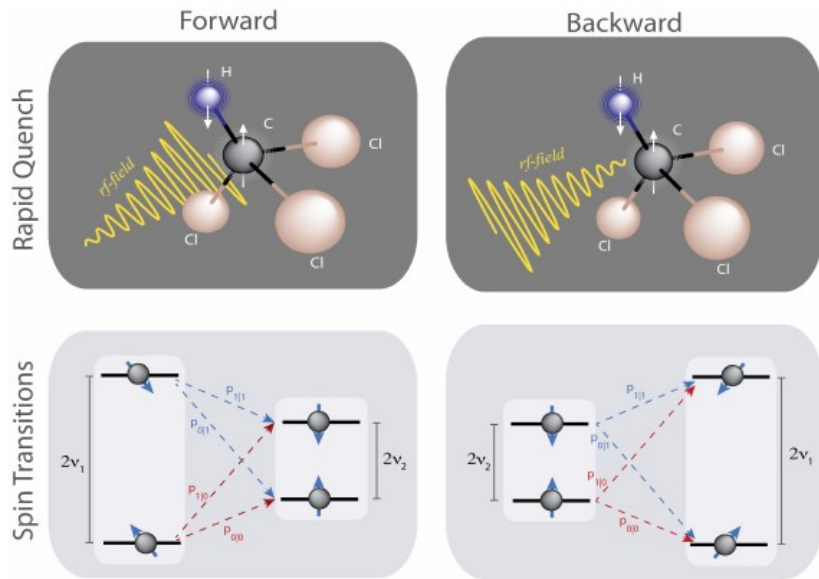 Forward
Backward
Rapid Quench
H
C
Cl
Cl
Cl
rf-field
H
C
Cl
Cl
Cl
rf-field
Spin Transitions
2ν₁
p₁|₁
p₀|₁
p₁|₀
p₀|₀
2ν₂
2ν₂
p₁|₁
p₀|₁
p₁|₀
p₀|₀
2ν₁